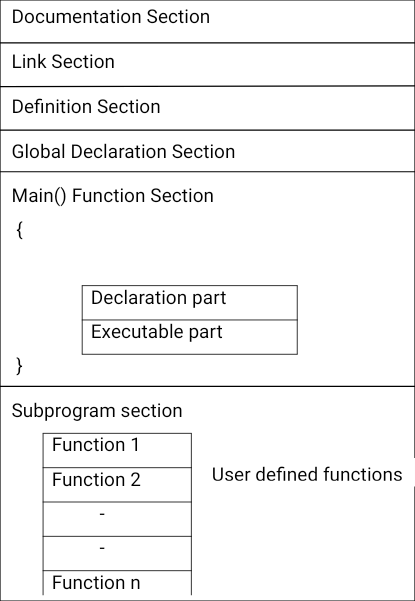 Documentation Section
Link Section
Definition Section
Global Declaration Section
Main() Function Section
{
Declaration part
Executable part
}
Subprogram section
Function 1
Function 2
User defined functions
-
-
Function n